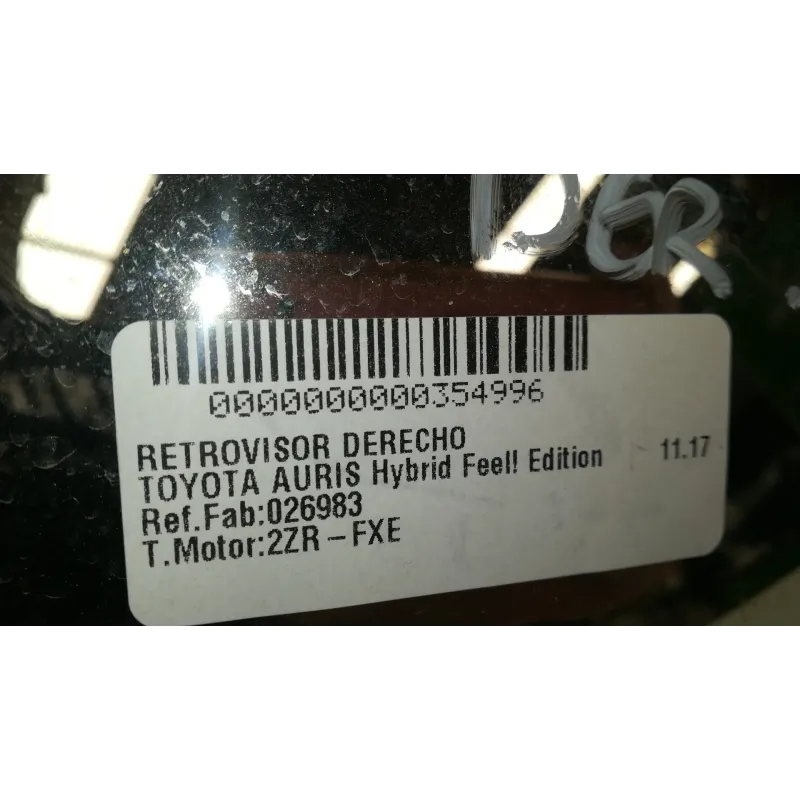 DER
0000000000354996
RETROVISOR DERECHO
TOYOTA AURIS Hybrid Feel! Edition 11.17
Ref.Fab:026983
T.Motor:2ZR-FXE